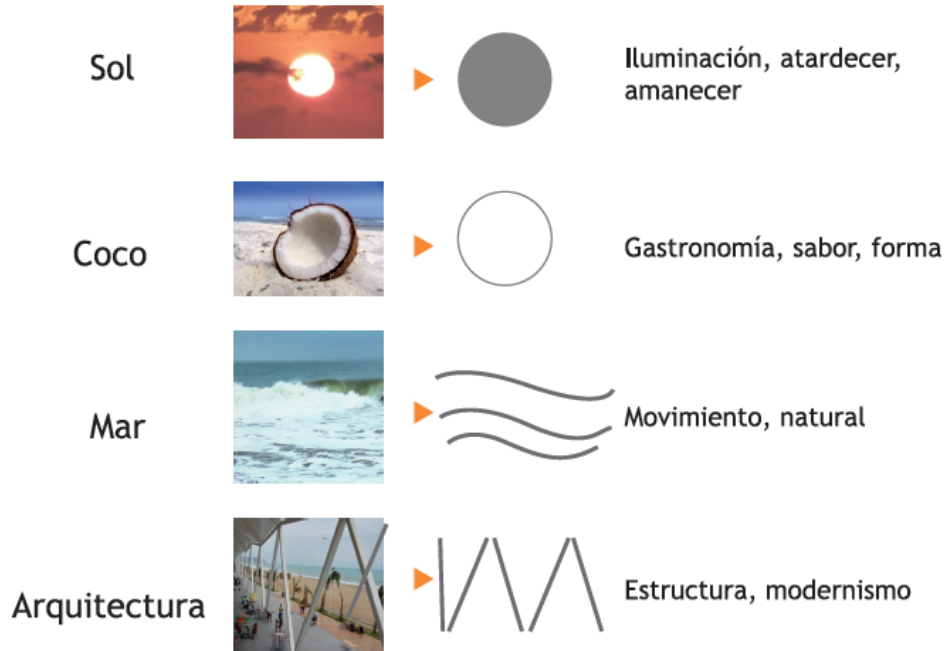 Sol
Iluminación, atardecer,
amanecer
Coco
Gastronomía, sabor, forma
Mar
Movimiento, natural
Arquitectura
Estructura, modernismo